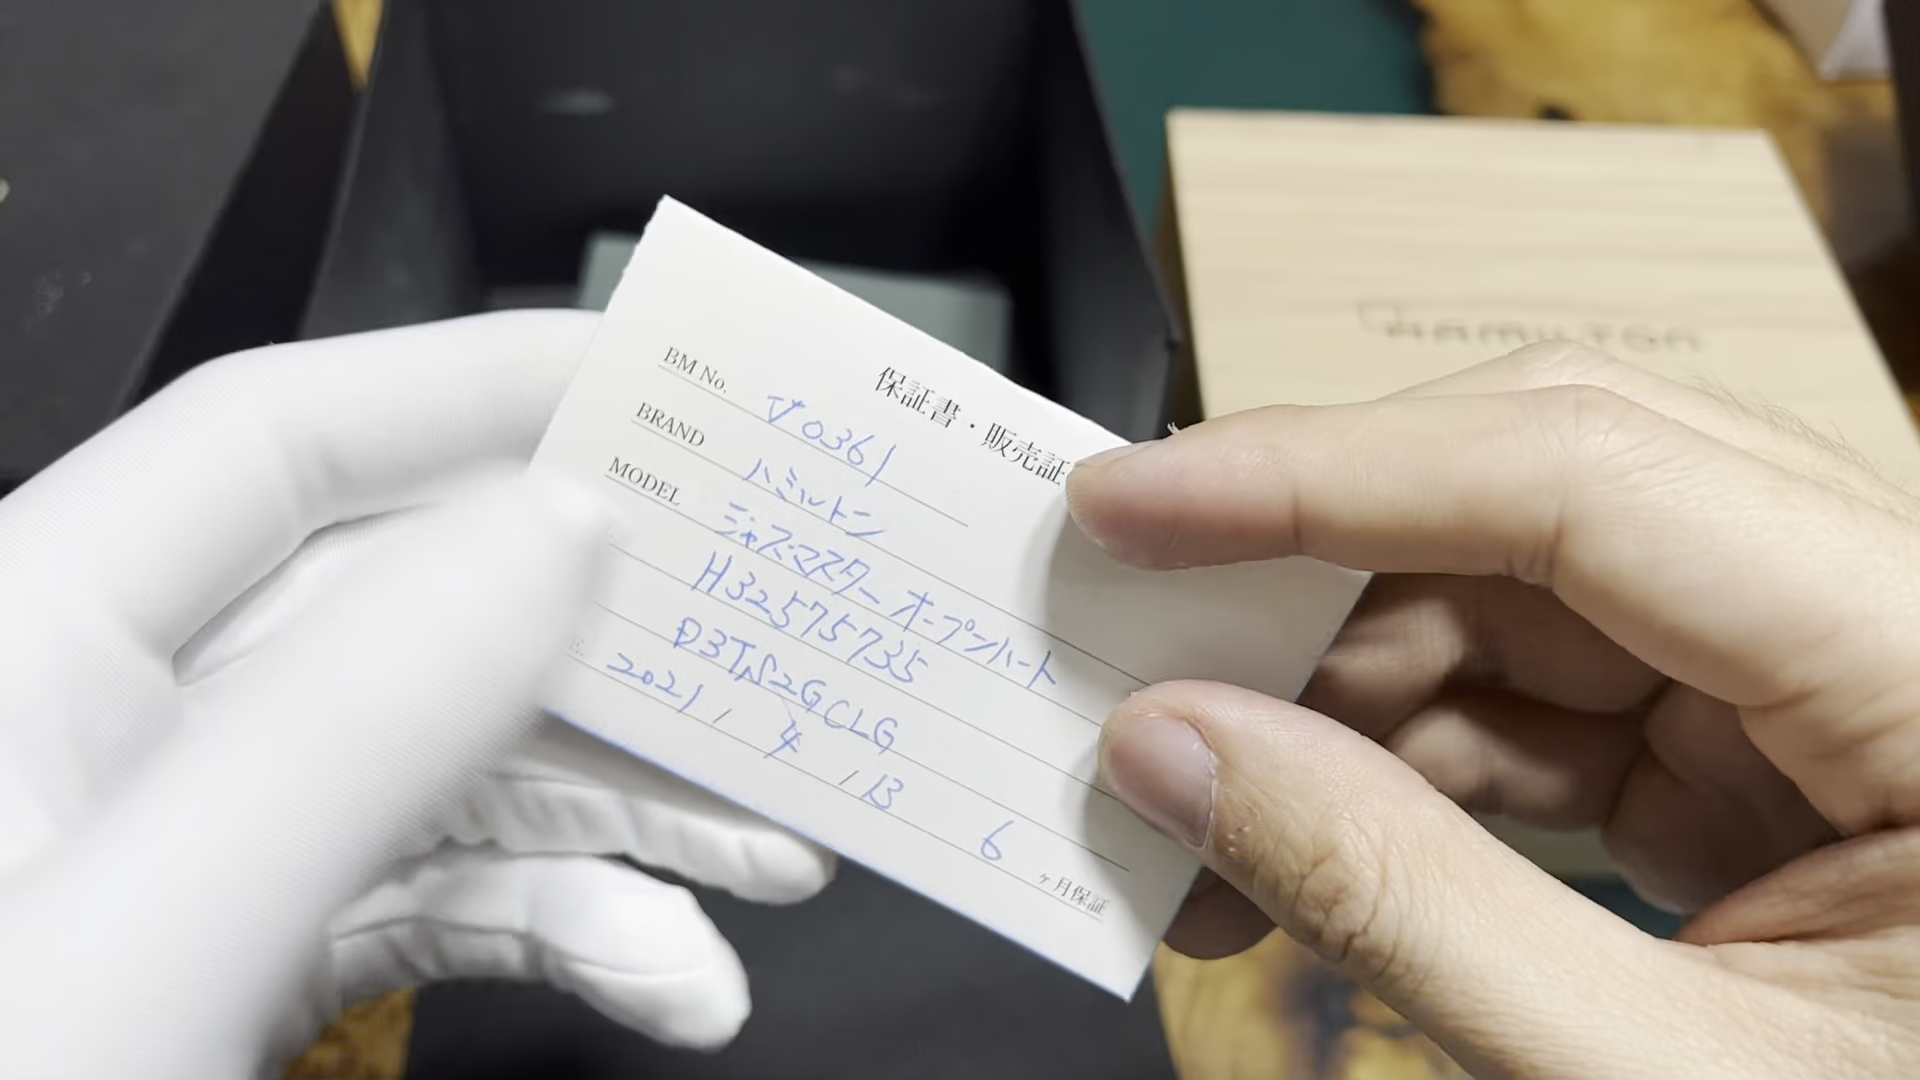 保証書・販売証
BM No. V0361
BRAND ハミルトン
MODEL ジャズマスター オープンハート
H32575735
2021 / 4 / 13
6 ヶ月保証
HAMILTON